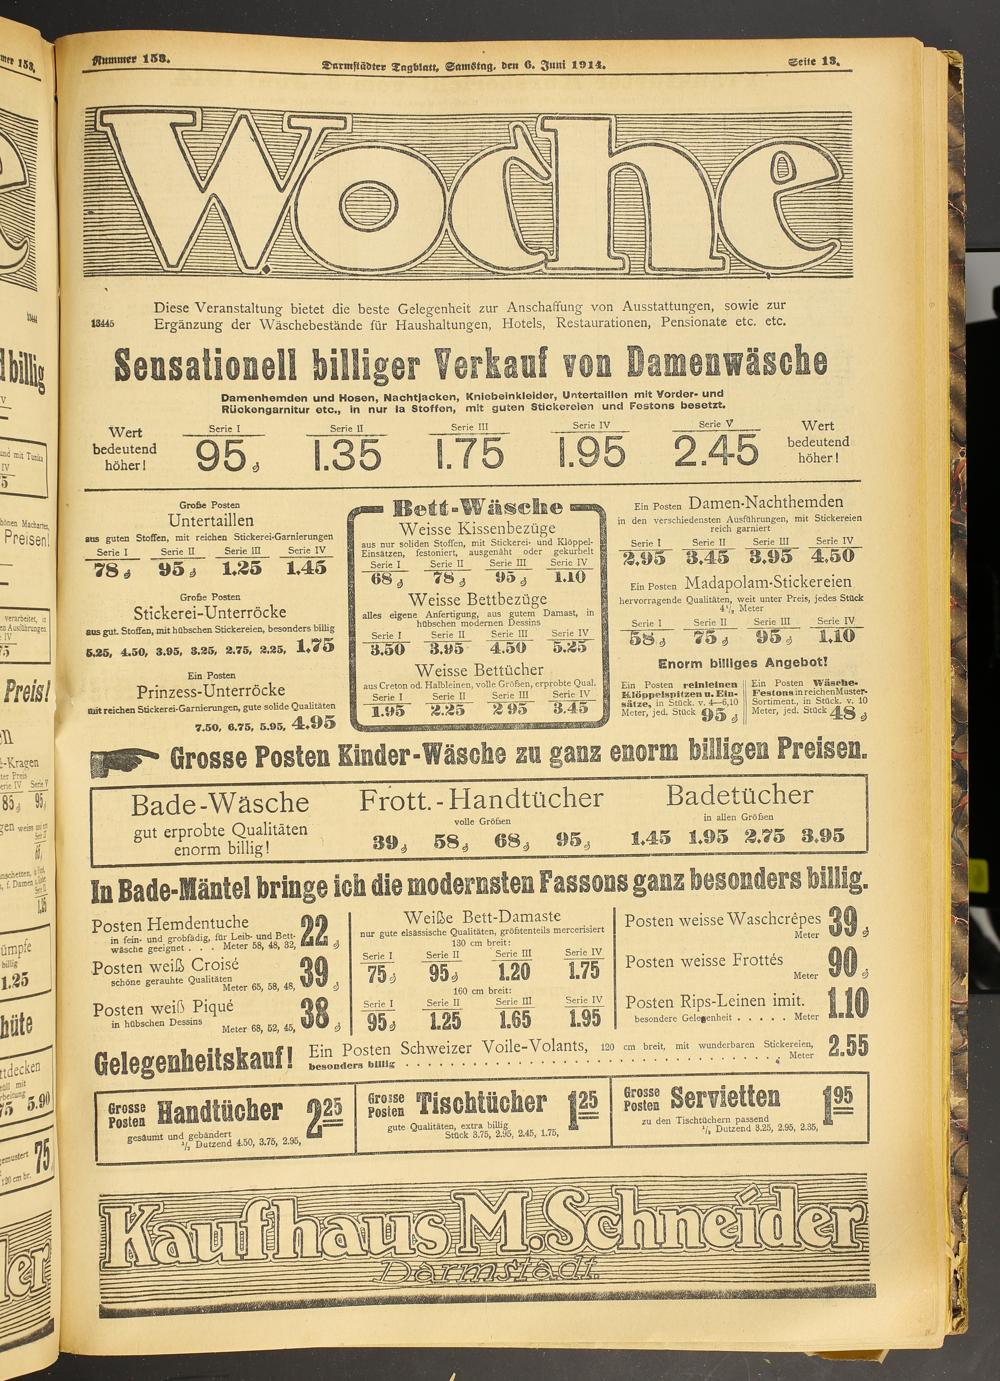 Nummer 153.
Darmstädter Tagblatt, Samstag, den 6. Juni 1914.
Seite 13.
Woche
Diese Veranstaltung bietet die beste Gelegenheit zur Anschaffung von Ausstattungen, sowie zur
13445 Ergänzung der Wäschebestände für Haushaltungen, Hotels, Restaurationen, Pensionate etc. etc.
Sensationell billiger Verkauf von Damenwäsche
Damenhemden und Hosen, Nachtjacken, Kniebeinkleider, Untertaillen mit Vorder- und
Rückengarnitur etc., in nur Ia Stoffen, mit guten Stickereien und Festons besetzt.
Wert bedeutend höher!
Serie I Serie II Serie III Serie IV Serie V
95 ₰ 1.35 1.75 1.95 2.45
Wert bedeutend höher!
Große Posten
Untertaillen
aus guten Stoffen, mit reichen Stickerei-Garnierungen
Serie I Serie II Serie III Serie IV
78 ₰ 95 ₰ 1.25 1.45
Große Posten
Stickerei-Unterröcke
aus gut. Stoffen, mit hübschen Stickereien, besonders billig
5.25, 4.50, 3.95, 3.25, 2.75, 2.25, 1.75
Ein Posten
Prinzess-Unterröcke
mit reichen Stickerei-Garnierungen, gute solide Qualitäten
7.50, 6.75, 5.95, 4.95
Bett-Wäsche
Weisse Kissenbezüge
aus nur soliden Stoffen, mit Stickerei- und Klöppel-
Einsätzen, festoniert, ausgenäht oder gekurbelt
Serie I Serie II Serie III Serie IV
68 ₰ 78 ₰ 95 ₰ 1.10
Weisse Bettbezüge
alles eigene Anfertigung, aus gutem Damast, in
hübschen modernen Dessins
Serie I Serie II Serie III Serie IV
3.50 3.95 4.50 5.25
Weisse Bettücher
aus Creton od. Halbleinen, volle Größen, erprobte Qual.
Serie I Serie II Serie III Serie IV
1.95 2.25 2 95 3.45
Ein Posten Damen-Nachthemden
in den verschiedensten Ausführungen, mit Stickereien
reich garniert
Serie I Serie II Serie III Serie IV
2.95 3.45 3.95 4.50
Ein Posten Madapolam-Stickereien
hervorragende Qualitäten, weit unter Preis, jedes Stück
4½ Meter
Serie I Serie II Serie III Serie IV
58 ₰ 75 ₰ 95 ₰ 1.10
Enorm billiges Angebot!
Ein Posten reinleinen
Klöppelspitzen u. Ein-
sätze, in Stück. v. 4—6,10
Meter, jed. Stück 95 ₰
Ein Posten Wäsche-
Festons in reichen Muster-
Sortiment., in Stück. v. 10
Meter, jed. Stück 48 ₰
Grosse Posten Kinder-Wäsche zu ganz enorm billigen Preisen.
Bade-Wäsche
gut erprobte Qualitäten
enorm billig!
Frott.-Handtücher
volle Größen
39 ₰ 58 ₰ 68 ₰ 95 ₰
Badetücher
in allen Größen
1.45 1.95 2.75 3.95
In Bade-Mäntel bringe ich die modernsten Fassons ganz besonders billig.
Posten Hemdentuche
in fein- und grobfädig, für Leib- und Bett-
wäsche geeignet . . . Meter 58, 48, 32, 22 ₰
Posten weiß Croisé
schöne gerauhte Qualitäten
Meter 65, 58, 48, 39 ₰
Posten weiß Piqué
in hübschen Dessins
Meter 68, 52, 45, 38 ₰
Weiße Bett-Damaste
nur gute elsässische Qualitäten, größtenteils mercerisiert
130 cm breit:
Serie I Serie II Serie III Serie IV
75 ₰ 95 ₰ 1.20 1.75
160 cm breit:
Serie I Serie II Serie III Serie IV
95 ₰ 1.25 1.65 1.95
Posten weisse Waschcrêpes
Meter 39 ₰
Posten weisse Frottés
Meter 90 ₰
Posten Rips-Leinen imit.
besondere Gelegenheit . . . . . Meter 1.10
Gelegenheitskauf! Ein Posten Schweizer Voile-Volants, 120 cm breit, mit wunderbaren Stickereien,
besonders billig . . . Meter 2.55
Grosse Posten Handtücher 2 25
gesäumt und gebändert
½ Dutzend 4.50, 3.75, 2.95,
Grosse Posten Tischtücher 1 25
gute Qualitäten, extra billig
Stück 3.75, 2.95, 2.45, 1.75,
Grosse Posten Servietten 1 95
zu den Tischtüchern passend
½ Dutzend 3.25, 2.95, 2.35,
Kaufhaus M. Schneider
Darmstadt.